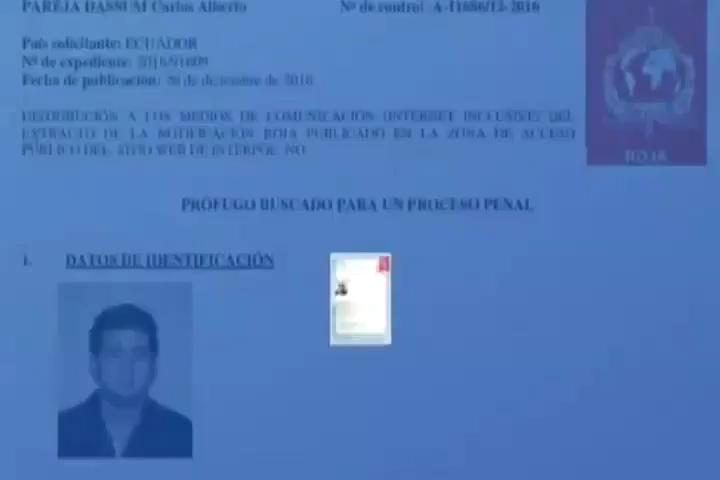 PAREJA DASSUM Carlos Alberto Nº de control: A-11686/12-2016
País solicitante: ECUADOR
Nº de expediente: 2016/91609
Fecha de publicación: de diciembre de 2016
DISTRIBUCIÓN A LOS MEDIOS DE COMUNICACIÓN (INTERNET INCLUSIVE) DEL
EXTRACTO DE LA NOTIFICACIÓN ROJA PUBLICADO EN LA ZONA DE ACCESO
PÚBLICO DEL SITIO WEB DE INTERPOL: NO
ROJA
PRÓFUGO BUSCADO PARA UN PROCESO PENAL
1. DATOS DE IDENTIFICACIÓN